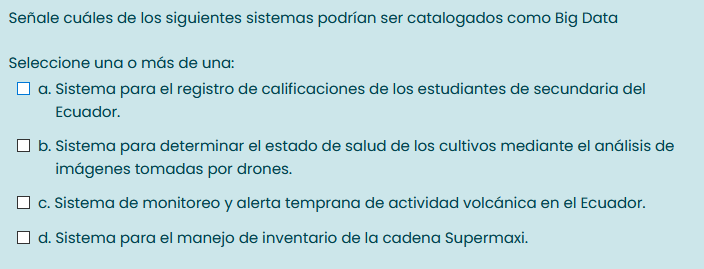 Señale cuáles de los siguientes sistemas podrían ser catalogados como Big Data
Seleccione una o más de una:
a. Sistema para el registro de calificaciones de los estudiantes de secundaria del
Ecuador.
b. Sistema para determinar el estado de salud de los cultivos mediante el análisis de
imágenes tomadas por drones.
c. Sistema de monitoreo y alerta temprana de actividad volcánica en el Ecuador.
d. Sistema para el manejo de inventario de la cadena Supermaxi.